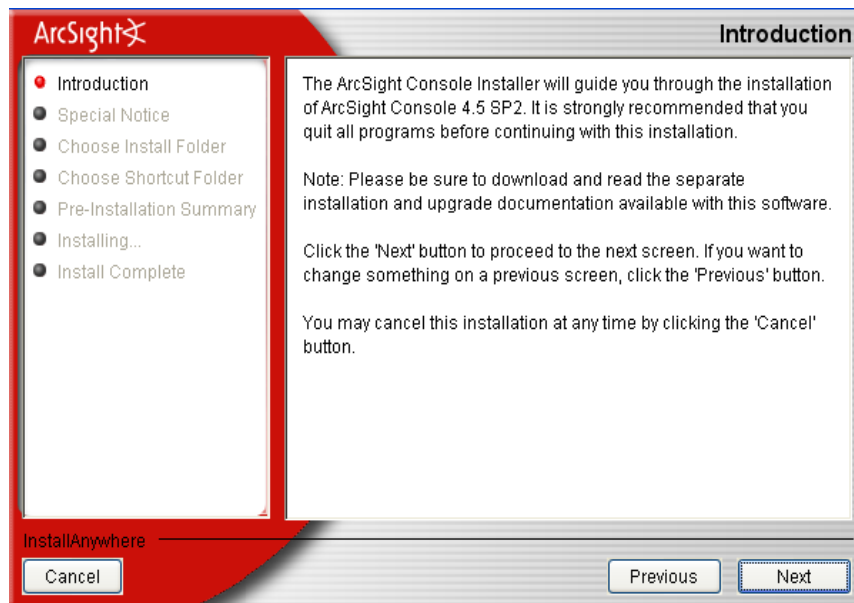 ArcSight
Introduction
Introduction
Special Notice
Choose Install Folder
Choose Shortcut Folder
Pre-Installation Summary
Installing...
Install Complete
The ArcSight Console Installer will guide you through the installation
of ArcSight Console 4.5 SP2. It is strongly recommended that you
quit all programs before continuing with this installation.
Note: Please be sure to download and read the separate
installation and upgrade documentation available with this software.
Click the 'Next' button to proceed to the next screen. If you want to
change something on a previous screen, click the 'Previous' button.
You may cancel this installation at any time by clicking the 'Cancel'
button.
InstallAnywhere
Cancel
Previous
Next